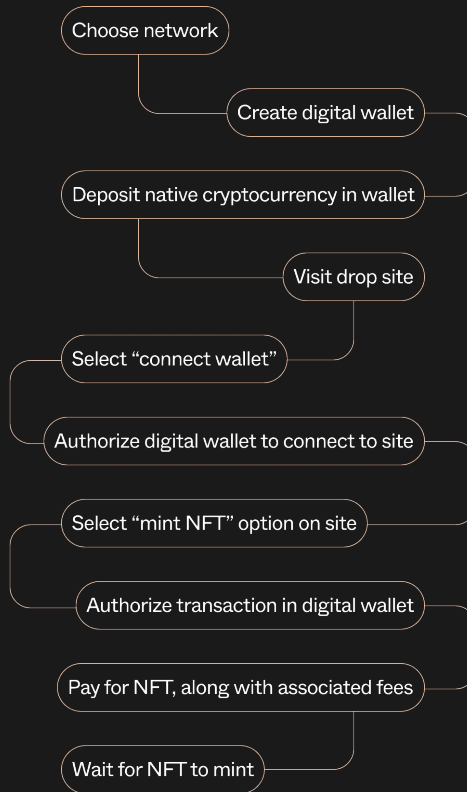 Choose network
Create digital wallet
Deposit native cryptocurrency in wallet
Visit drop site
Select “connect wallet”
Authorize digital wallet to connect to site
Select “mint NFT” option on site
Authorize transaction in digital wallet
Pay for NFT, along with associated fees
Wait for NFT to mint